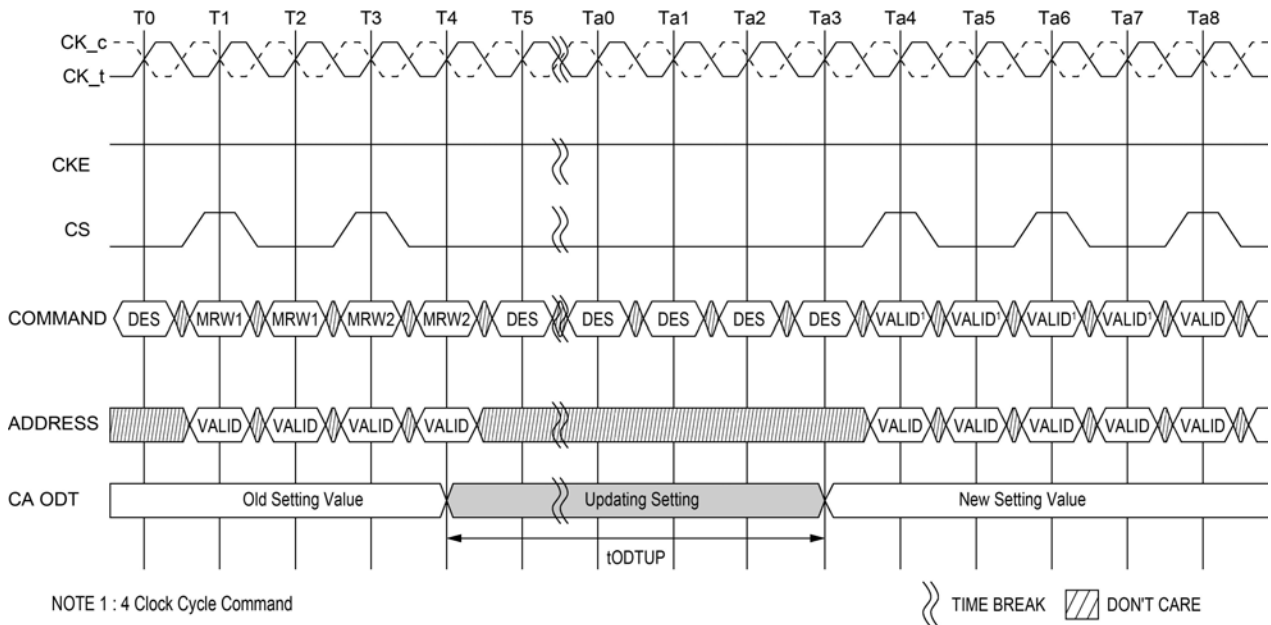 T0 T1 T2 T3 T4 T5 Ta0 Ta1 Ta2 Ta3 Ta4 Ta5 Ta6 Ta7 Ta8
CK_c
CK_t
CKE
CS
COMMAND DES MRW1 MRW1 MRW2 MRW2 DES DES DES DES DES VALID¹ VALID¹ VALID¹ VALID¹ VALID
ADDRESS VALID VALID VALID VALID VALID VALID VALID VALID VALID
CA ODT Old Setting Value Updating Setting New Setting Value
tODTUP
NOTE 1 : 4 Clock Cycle Command TIME BREAK DON'T CARE